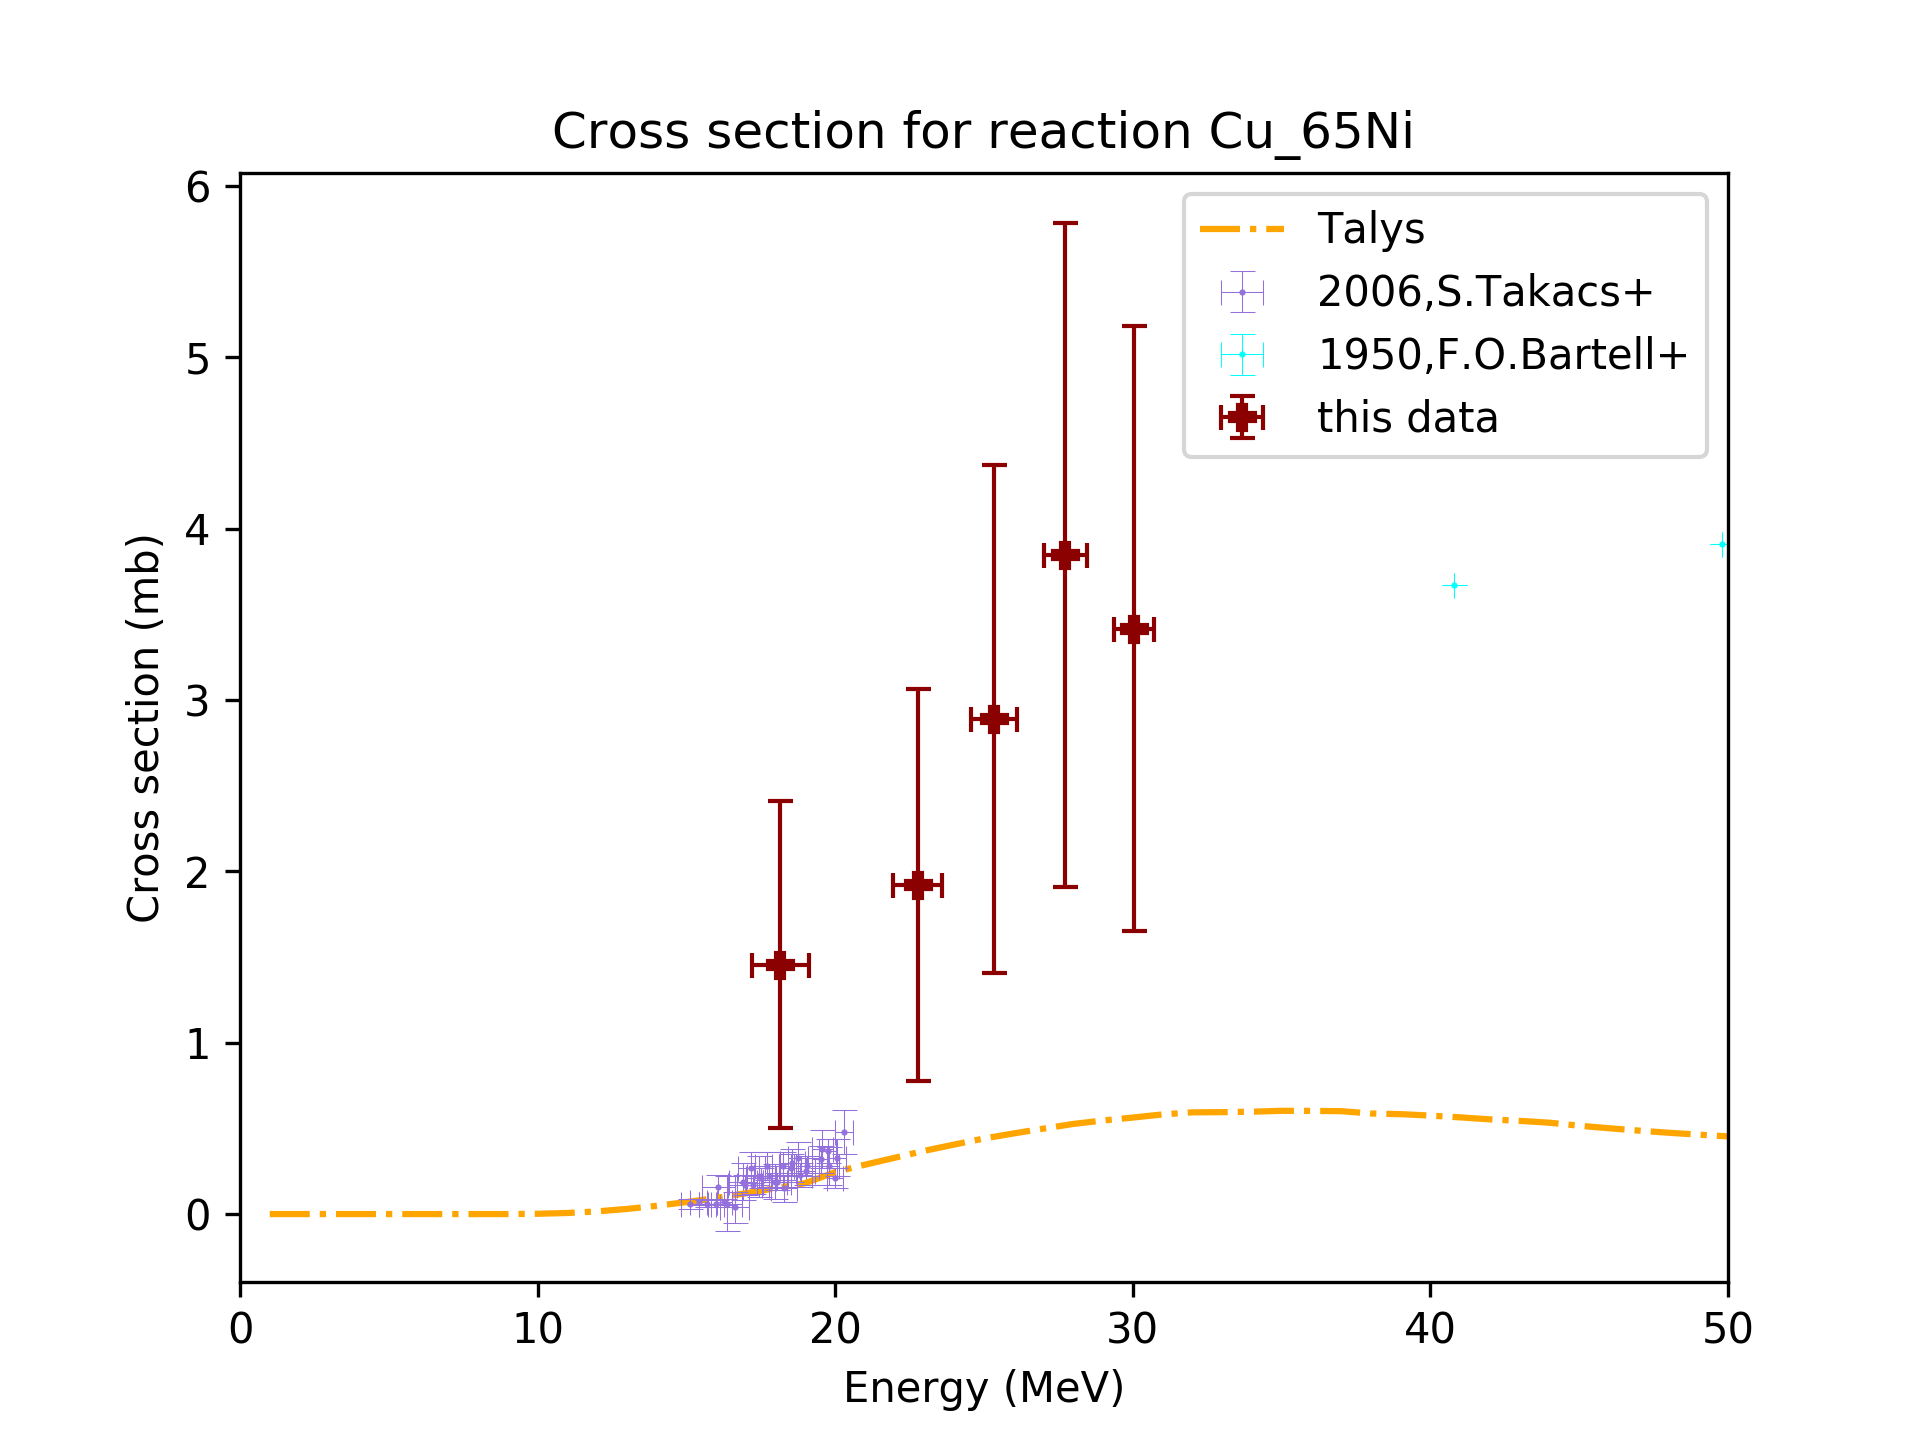 Cross section for reaction Cu_65Ni
Talys
2006,S.Takacs+
1950,F.O.Bartell+
this data
Cross section (mb)
6
5
4
3
2
1
0
0 10 20 30 40 50
Energy (MeV)